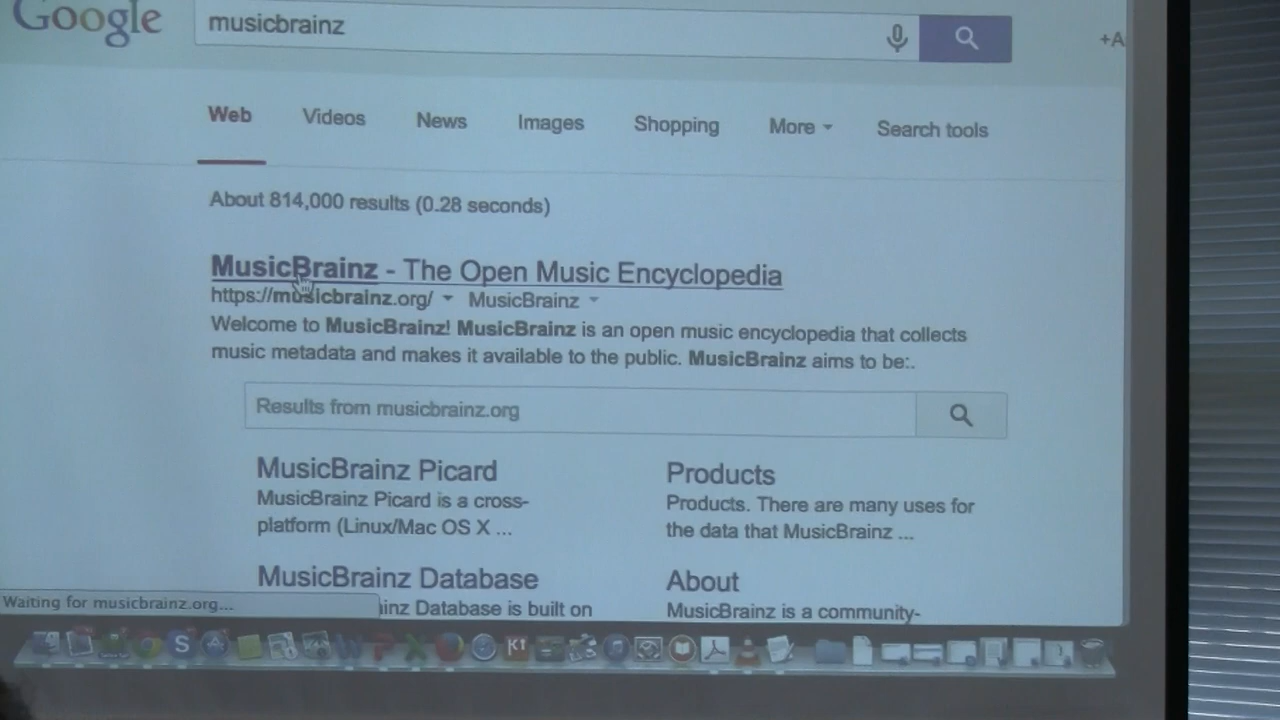 Google
musicbrainz
+A
Web Videos News Images Shopping More Search tools
About 814,000 results (0.28 seconds)
MusicBrainz - The Open Music Encyclopedia
https://musicbrainz.org/ MusicBrainz
Welcome to MusicBrainz! MusicBrainz is an open music encyclopedia that collects
music metadata and makes it available to the public. MusicBrainz aims to be:.
Results from musicbrainz.org
MusicBrainz Picard
MusicBrainz Picard is a cross-
platform (Linux/Mac OS X ...
Products
Products. There are many uses for
the data that MusicBrainz ...
MusicBrainz Database
inz Database is built on
About
MusicBrainz is a community-
Waiting for musicbrainz.org...
S
K1